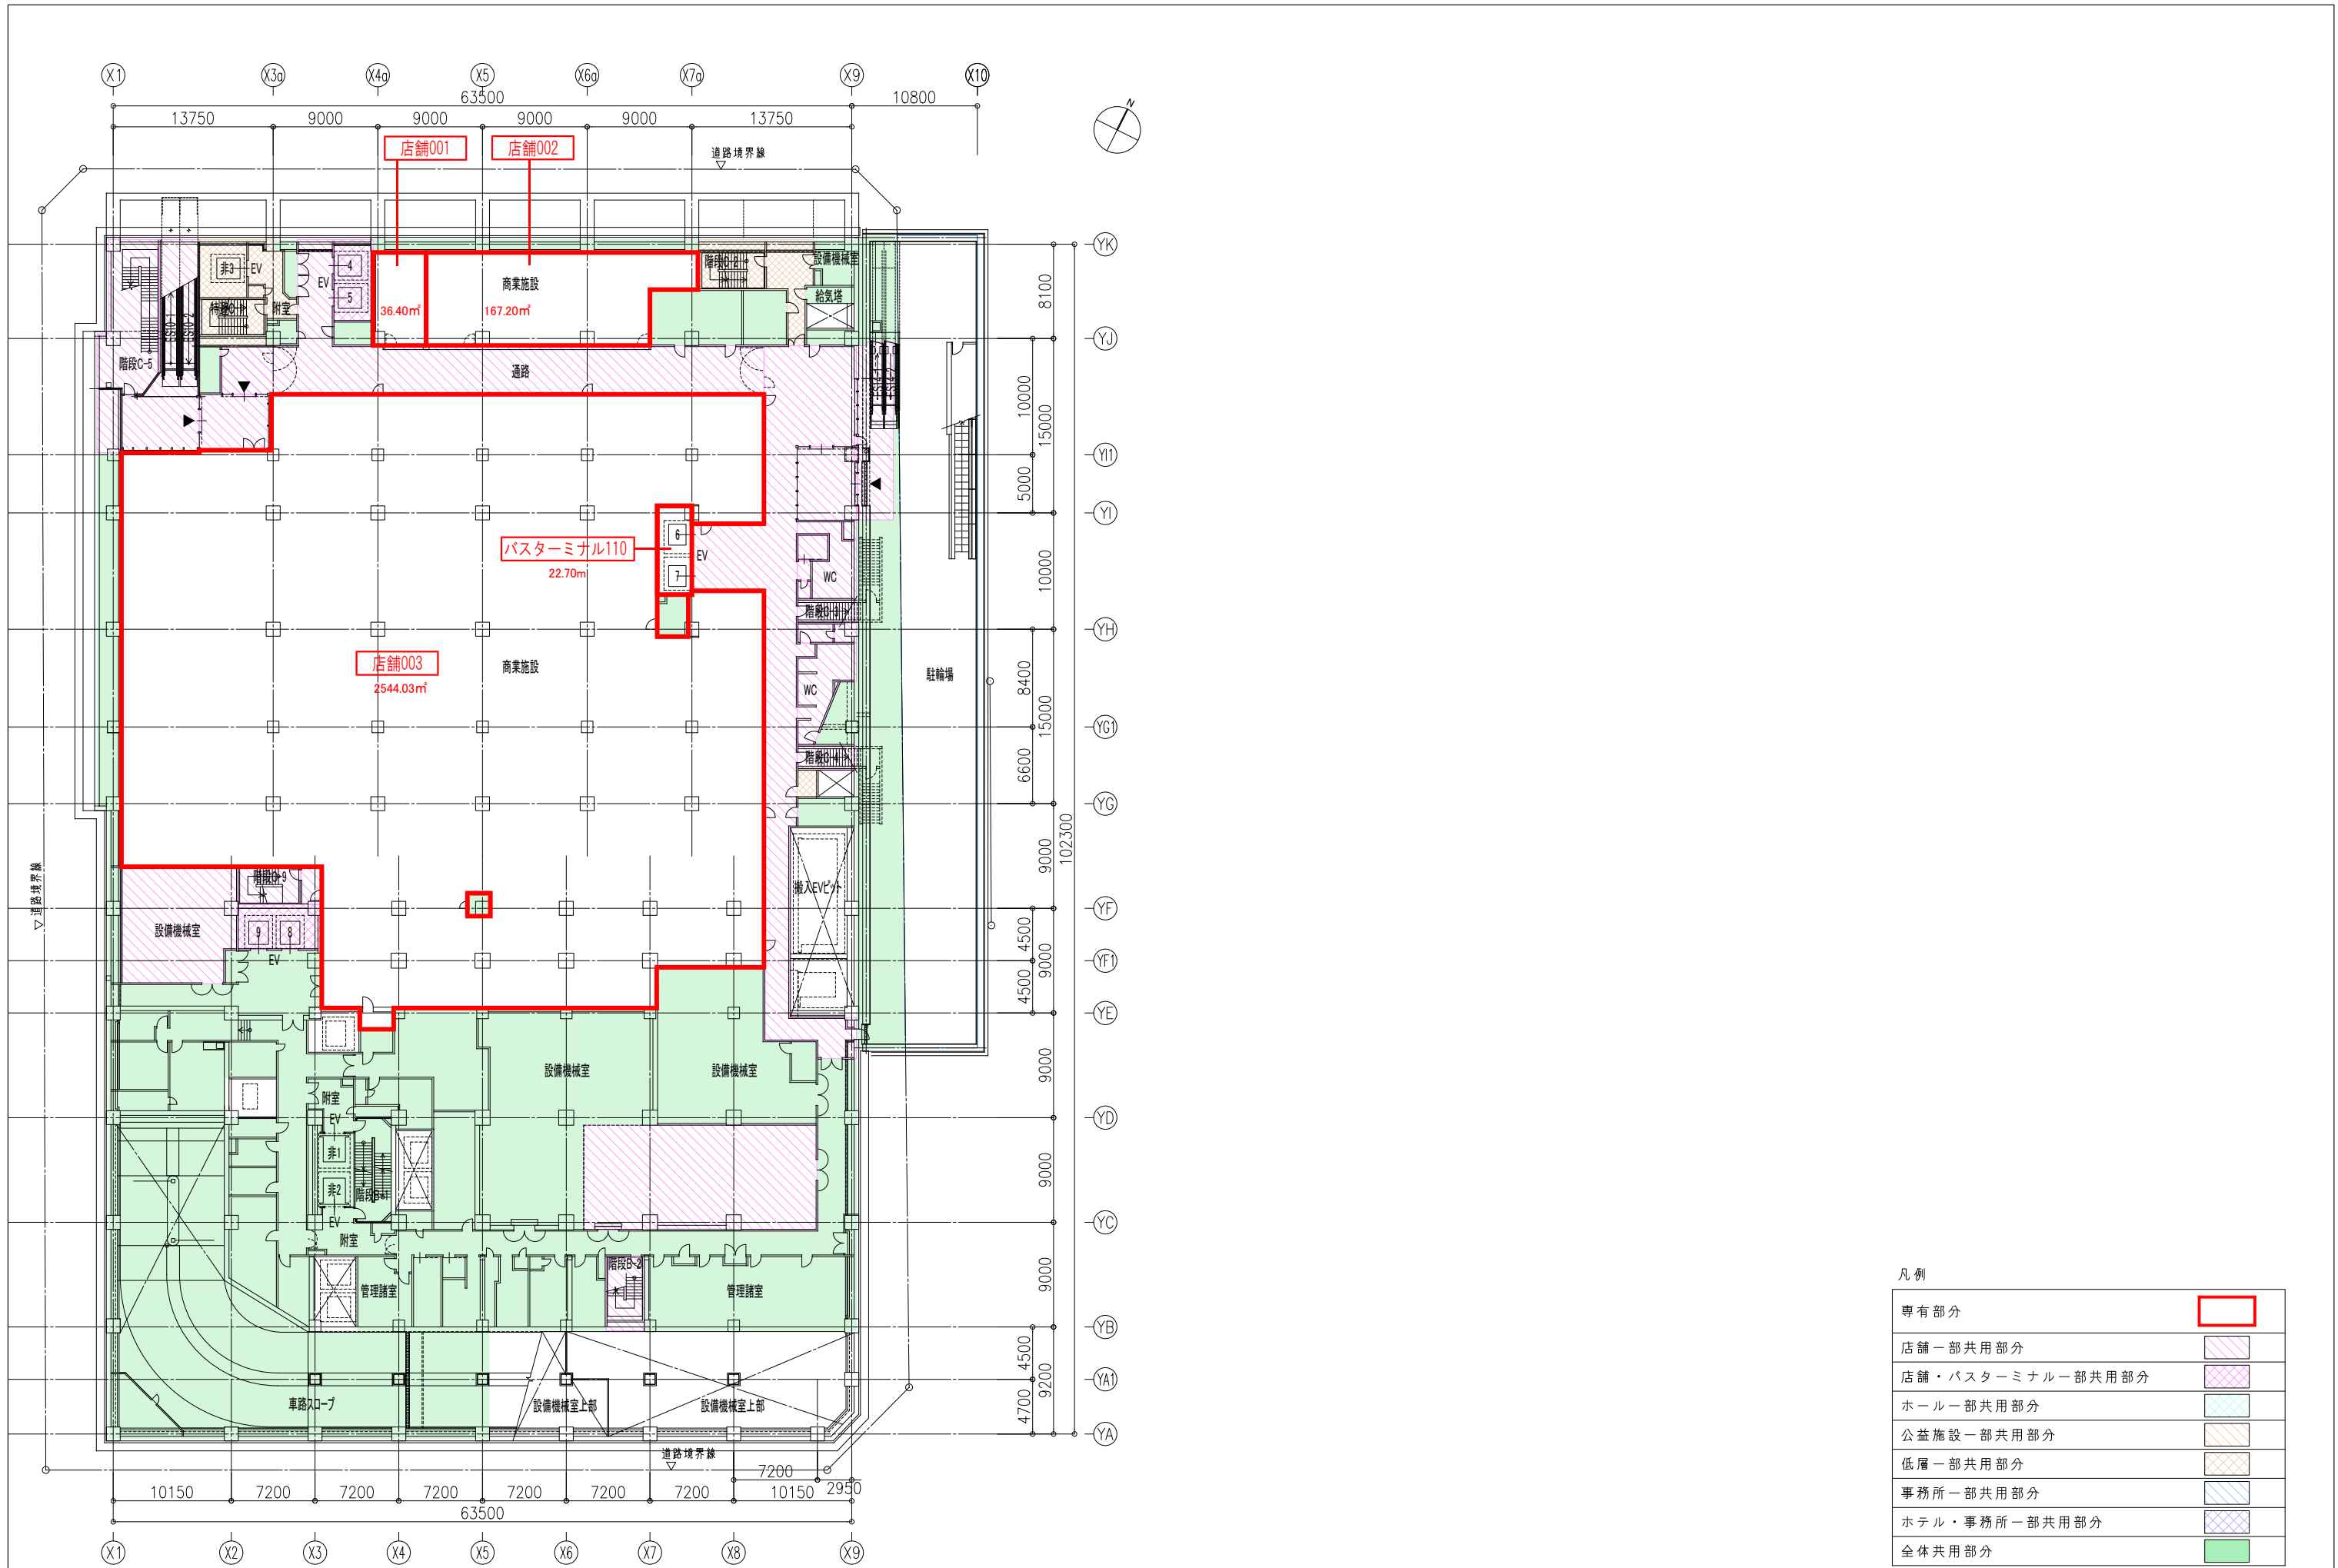 X1
X3a
X4a
X5
X6a
X7a
X9
X10
63500
10800
13750
9000
9000
9000
9000
13750
N
店舗001
店舗002
道路境界線
YK
非3
EV
EV
4
5
商業施設
36.40㎡
167.20㎡
階段C-2
設備機械室
給気塔
附室
8100
YJ
階段C-5
通路
10000
15000
YI1
5000
YI
バスターミナル110
22.70㎡
6
7
EV
WC
階段C-3
10000
YH
店舗003
2544.03㎡
商業施設
WC
駐輪場
8400
15000
YG1
階段C-4
6600
YG
102300
道路境界線
階段C-9
搬入EVピット
9000
YF
設備機械室
9
8
EV
4500
9000
YF1
4500
YE
設備機械室
設備機械室
9000
附室
EV
YD
非1
非2
階段B-1
9000
EV
附室
YC
階段B-2
管理諸室
管理諸室
9000
YB
4500
9200
YA1
車路スロープ
設備機械室上部
設備機械室上部
4700
YA
道路境界線
7200
2950
10150
7200
7200
7200
7200
7200
7200
10150
63500
X1
X2
X3
X4
X5
X6
X7
X8
X9
凡例
専有部分
店舗一部共用部分
店舗・バスターミナル一部共用部分
ホール一部共用部分
公益施設一部共用部分
低層一部共用部分
事務所一部共用部分
ホテル・事務所一部共用部分
全体共用部分